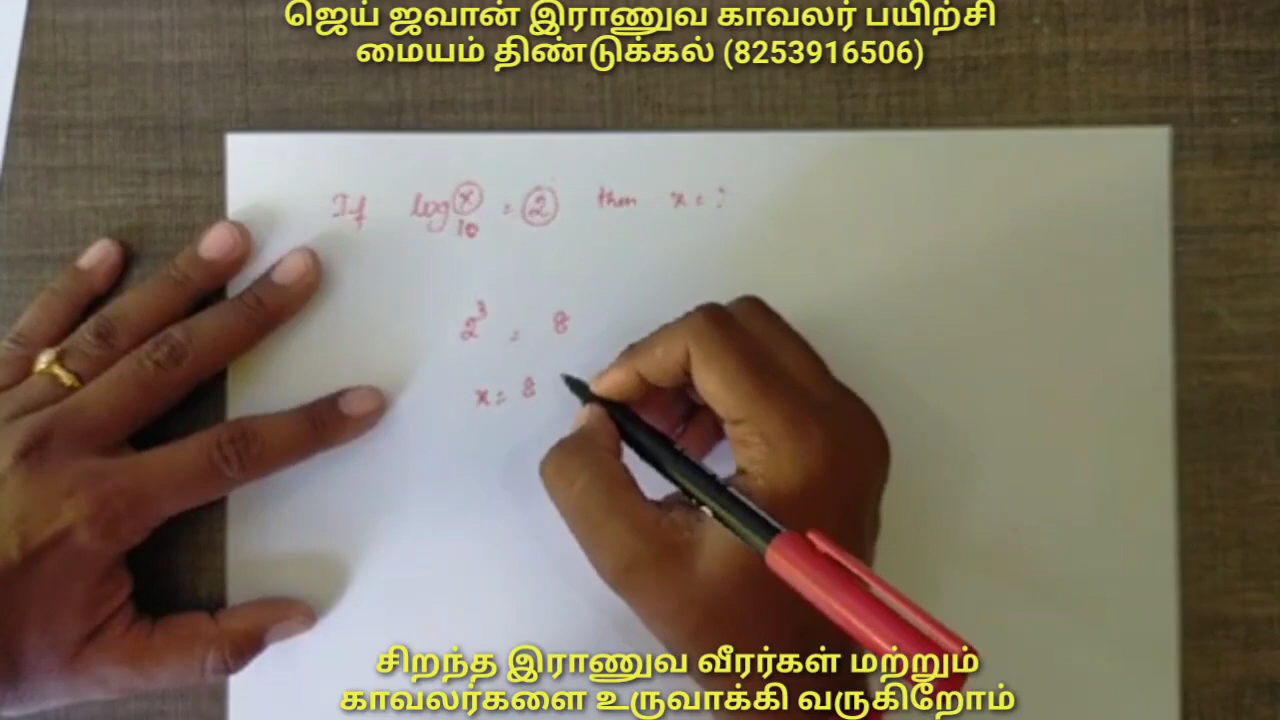 ஜெய் ஜவான் இராணுவ காவலர் பயிற்சி
மையம் திண்டுக்கல் (8253916506)
If log x = 2 then x = ?
10
2³ = 8
x = 8
சிறந்த இராணுவ வீரர்கள் மற்றும்
காவலர்களை உருவாக்கி வருகிறோம்